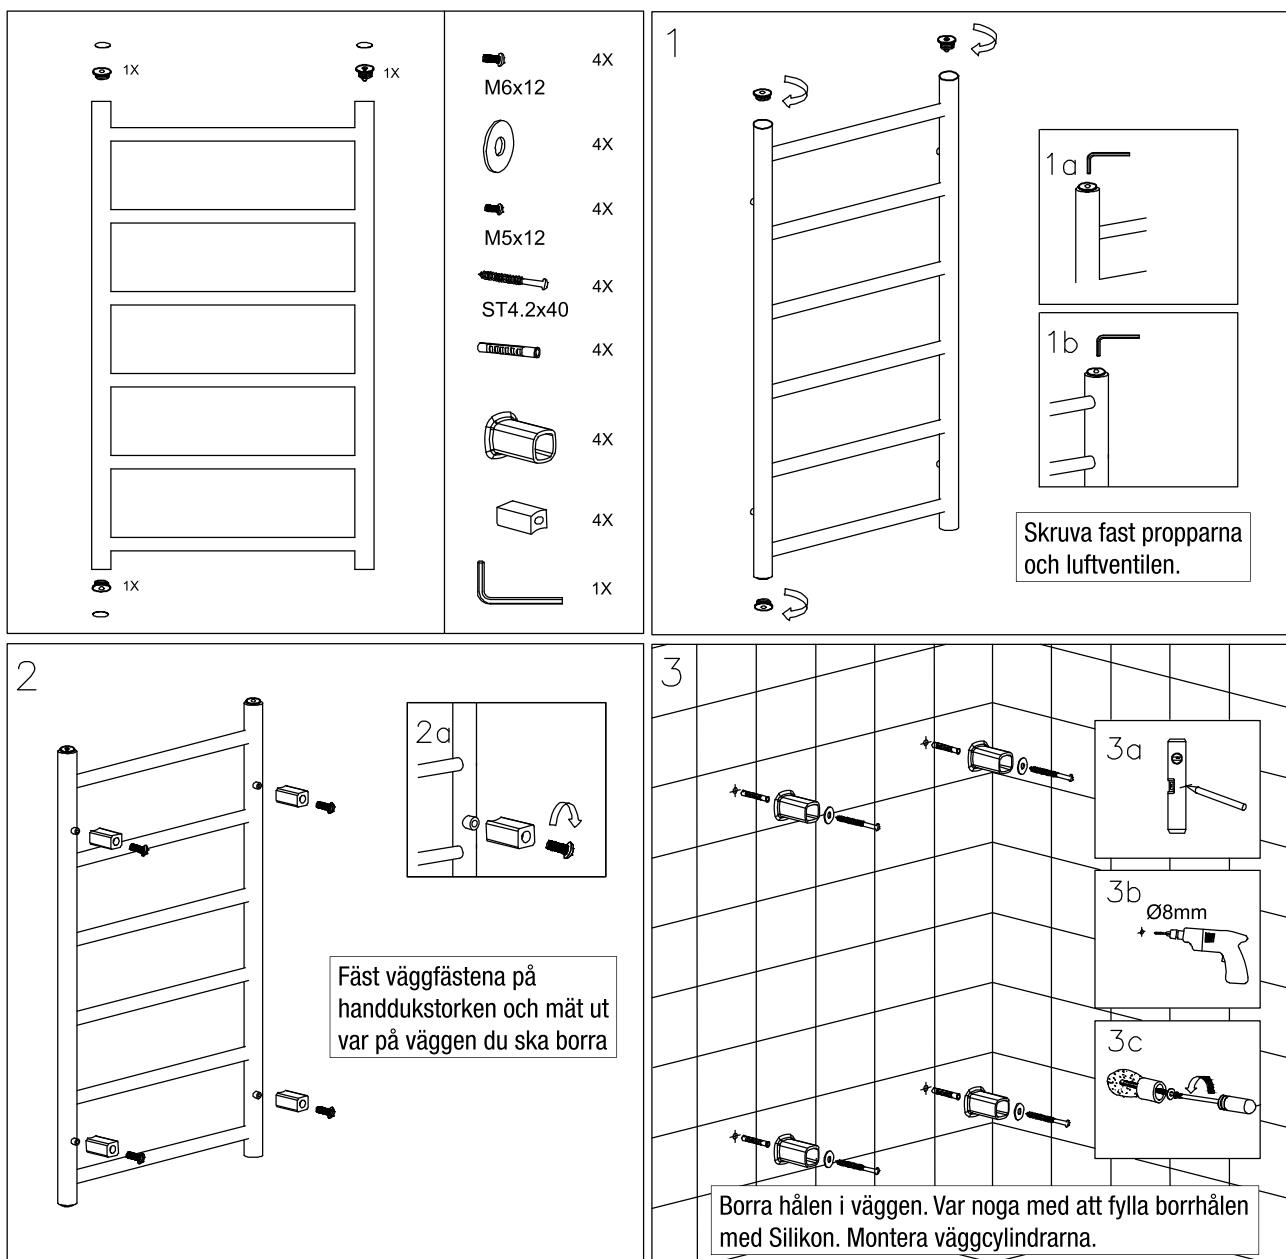 1X
1X
1X
4X
M6x12
4X
4X
M5x12
4X
ST4.2x40
4X
4X
4X
1X
1
1a
1b
Skruva fast propparna
och luftventilen.
2
2a
Fäst väggfästena på
handdukstorken och mät ut
var på väggen du ska borra
3
3a
3b
Ø8mm
3c
Borra hålen i väggen. Var noga med att fylla borrhålen
med Silikon. Montera väggcylindrarna.